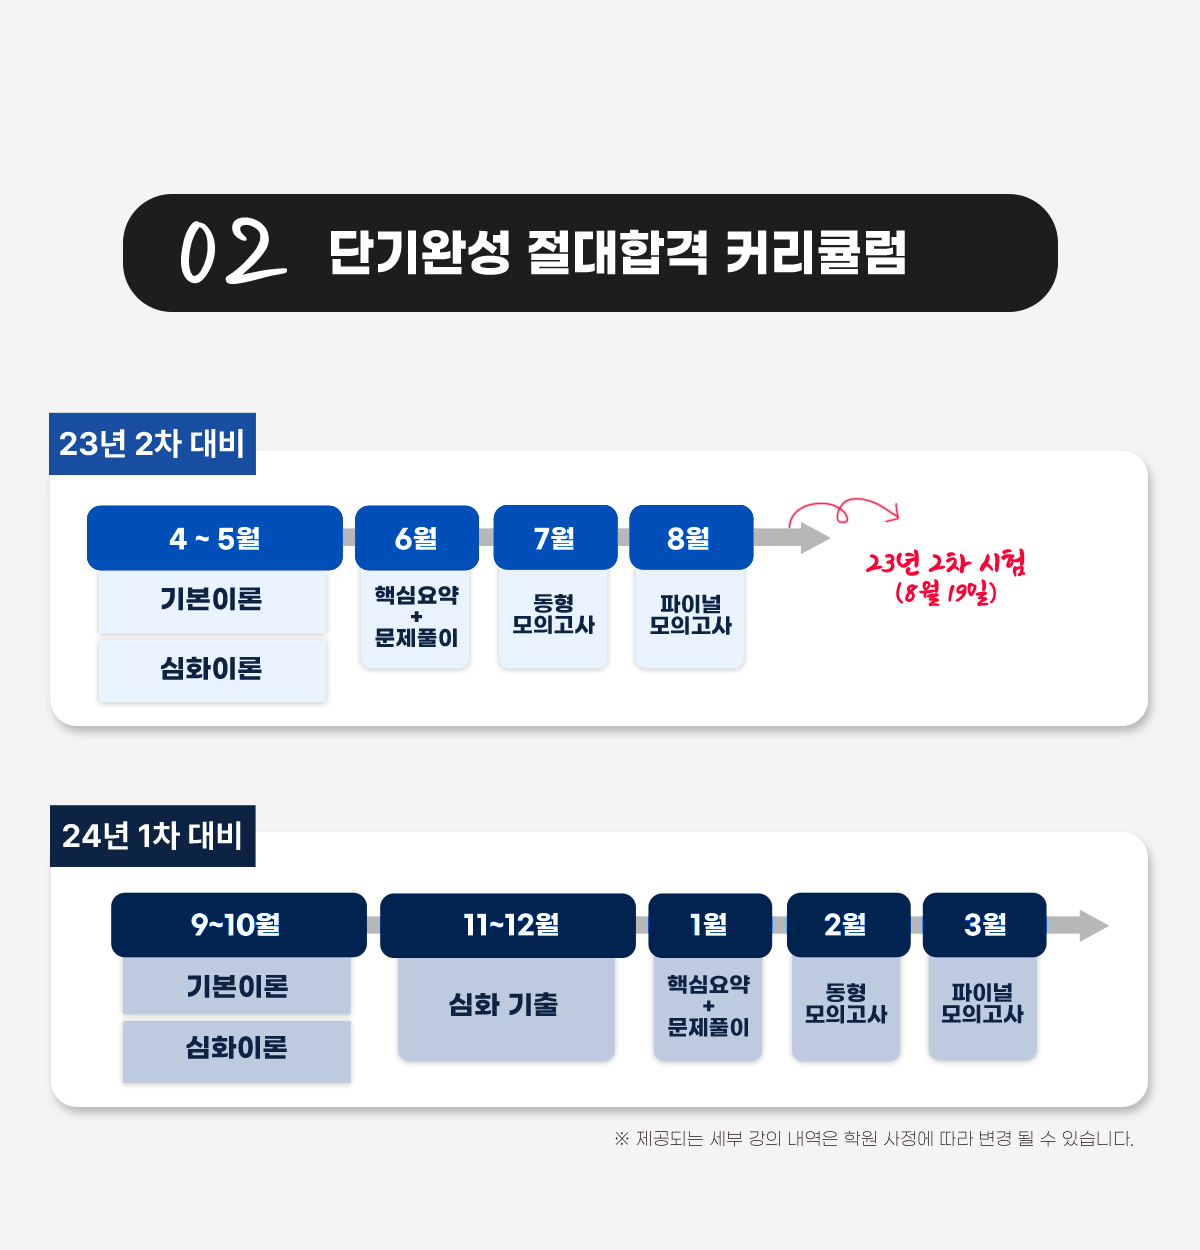 02 단기완성 절대합격 커리큘럼
23년 2차 대비
4 ~ 5월
6월
7월
8월
기본이론
심화이론
핵심요약
+
문제풀이
동형
모의고사
파이널
모의고사
23년 2차 시험
(8월 19일)
24년 1차 대비
9~10월
11~12월
1월
2월
3월
기본이론
심화이론
심화 기출
핵심요약
+
문제풀이
동형
모의고사
파이널
모의고사
※ 제공되는 세부 강의 내역은 학원 사정에 따라 변경 될 수 있습니다.